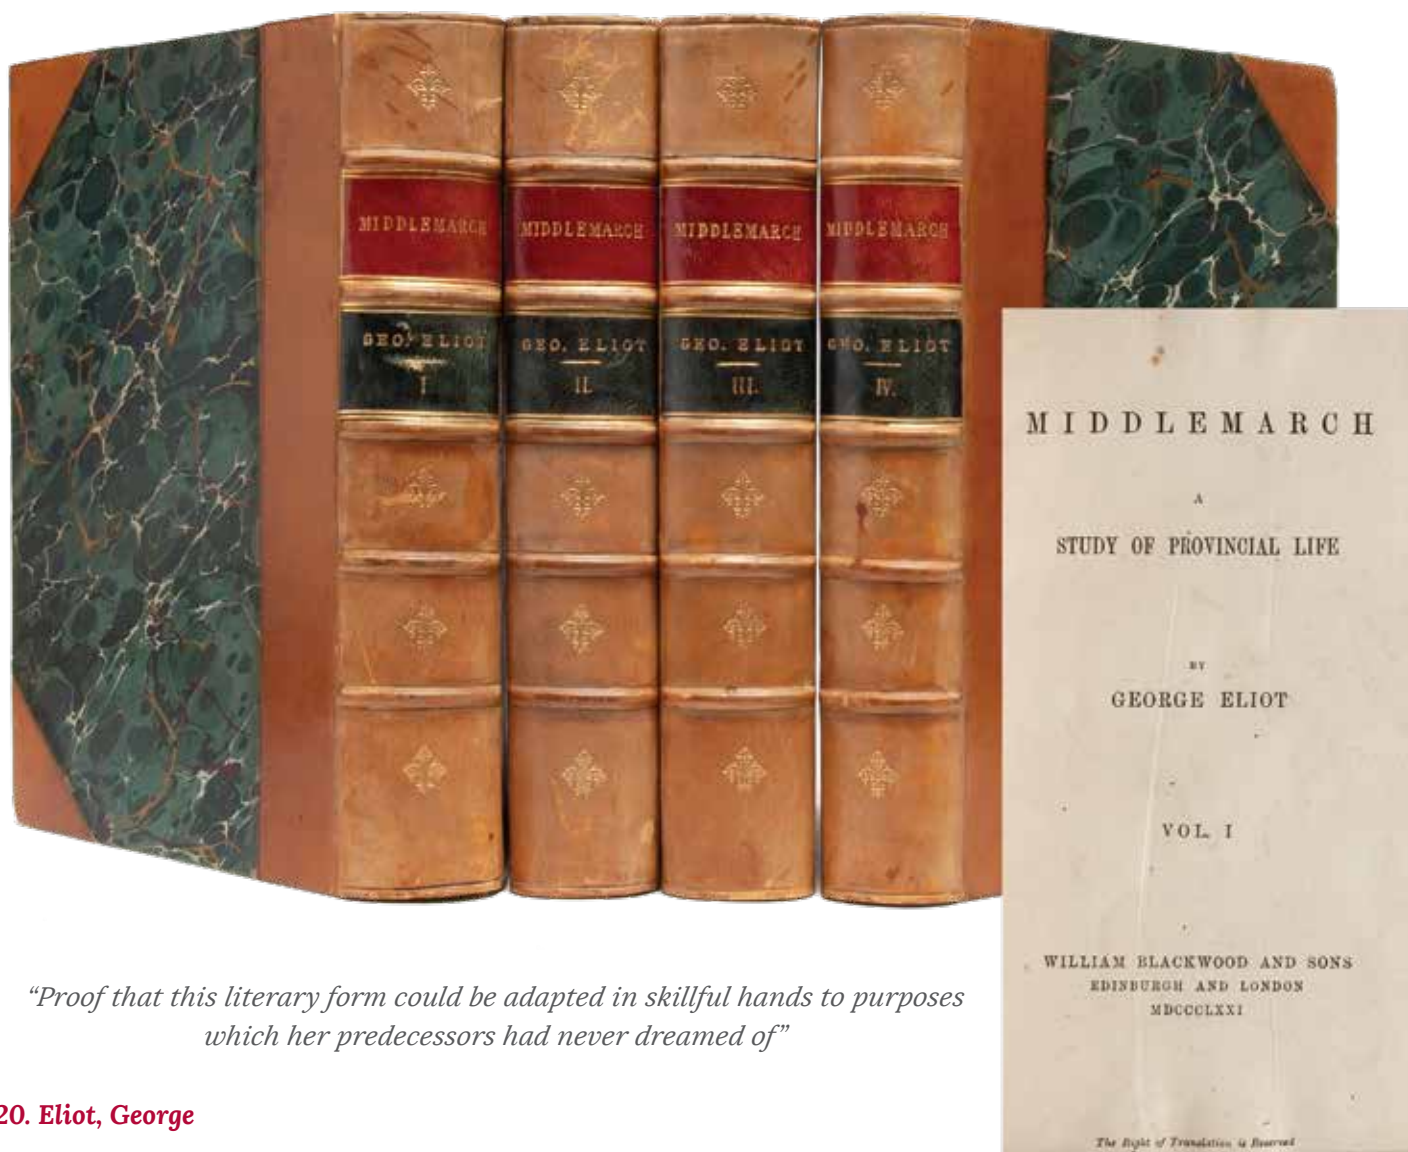 MIDDLEMARCH
GEO. ELIOT
I
MIDDLEMARCH
GEO. ELIOT
II.
MIDDLEMARCH
GEO. ELIOT
III.
MIDDLEMARCH
GEO. ELIOT
IV.
MIDDLEMARCH
A
STUDY OF PROVINCIAL LIFE
BY
GEORGE ELIOT
VOL. I
WILLIAM BLACKWOOD AND SONS
EDINBURGH AND LONDON
MDCCCLXXI
The Right of Translation is Reserved
“Proof that this literary form could be adapted in skillful hands to purposes
which her predecessors had never dreamed of”
20. Eliot, George